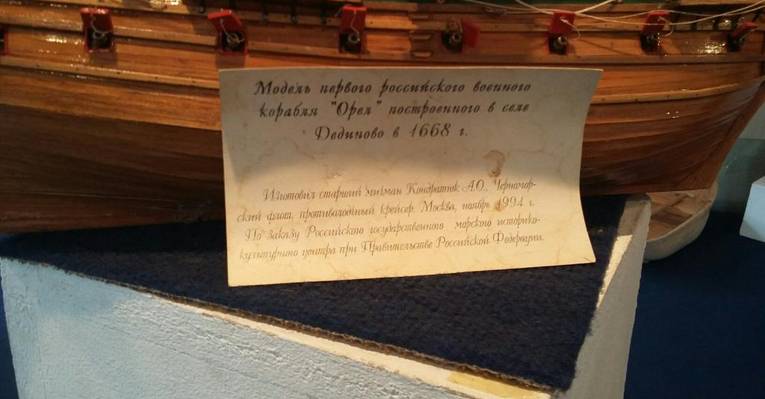 Модель первого российского военного
корабля "Орел" построенного в селе
Дединово в 1668 г.
Изготовил старший мичман Кондратюк А.О., Черномор-
ский флот, противолодочный крейсер. Москва, ноябрь 1994 г.
По заказу Российского государственного морского историко-
культурного центра при Правительстве Российской Федерации.